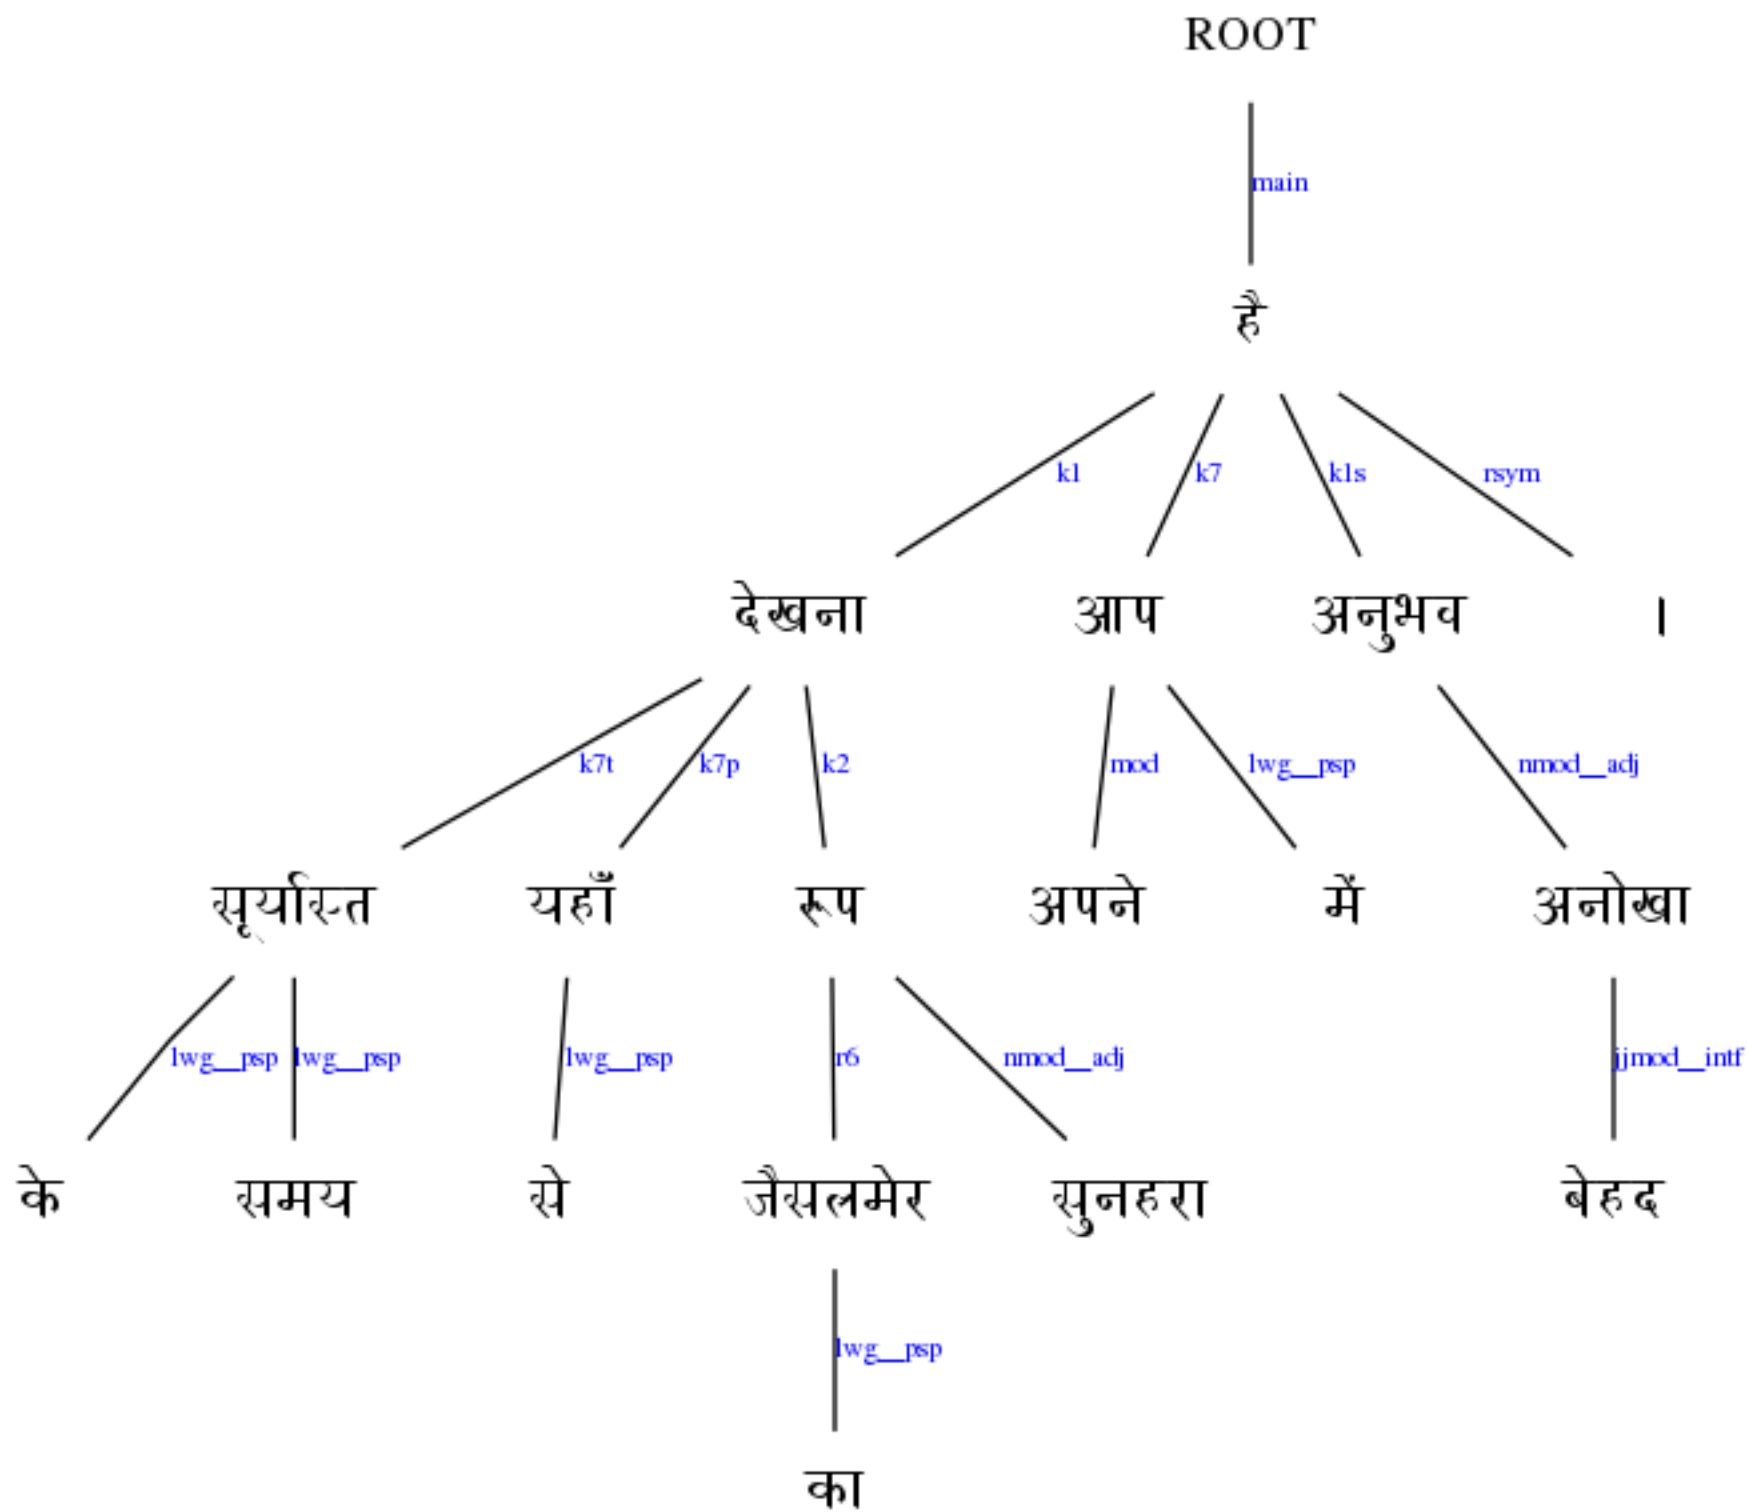 ROOT
main
है
k1 k7 k1s rsym
देखना आप अनुभव ।
k7t k7p k2 mod lwg__psp nmod__adj
सूर्यास्त यहाँ रूप अपने में अनोखा
lwg__psp lwg__psp lwg__psp r6 nmod__adj jjmod__intf
के समय से जैसलमेर सुनहरा बेहद
lwg__psp
का